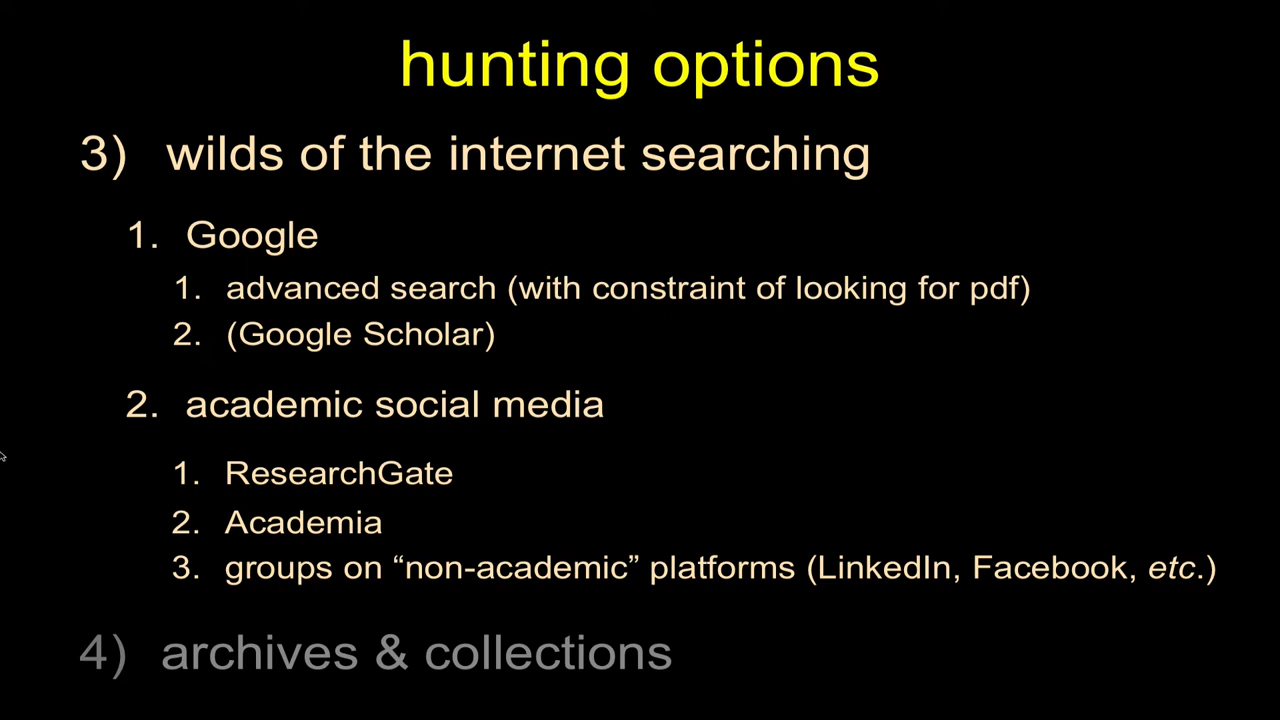 hunting options
3) wilds of the internet searching
1. Google
1. advanced search (with constraint of looking for pdf)
2. (Google Scholar)
2. academic social media
1. ResearchGate
2. Academia
3. groups on “non-academic” platforms (LinkedIn, Facebook, etc.)
4) archives & collections